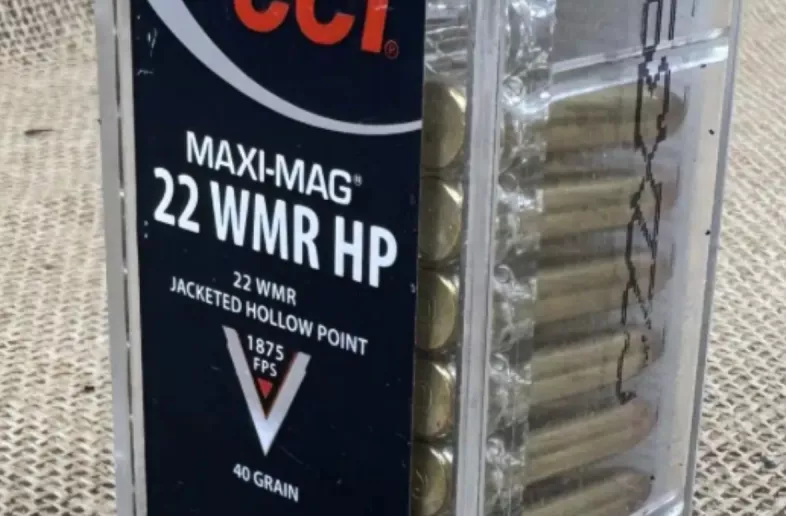 CCI®
MAXI-MAG®
22 WMR HP
22 WMR
JACKETED HOLLOW POINT
1875
FPS
40 GRAIN